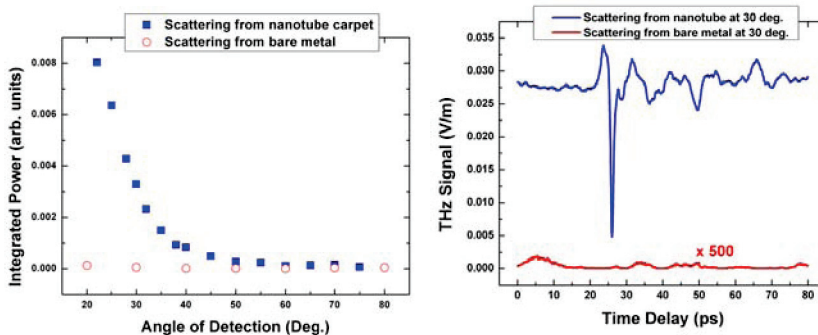 Scattering from nanotube carpet
Scattering from bare metal
Integrated Power (arb. units)
0.008
0.006
0.004
0.002
0.000
20 30 40 50 60 70 80
Angle of Detection (Deg.)
Scattering from nanotube at 30 deg.
Scattering from bare metal at 30 deg.
THz Signal (V/m)
0.035
0.030
0.025
0.020
0.015
0.010
0.005
0.000
x 500
0 10 20 30 40 50 60 70 80
Time Delay (ps)